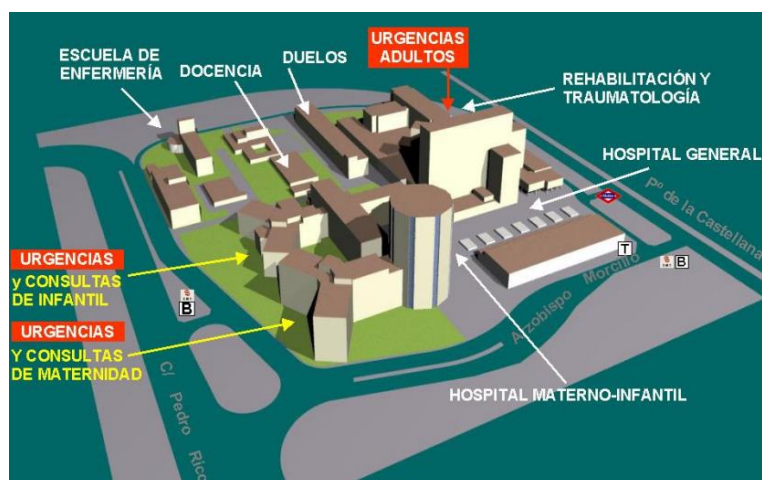 URGENCIAS
ADULTOS
ESCUELA DE
ENFERMERÍA
DOCENCIA
DUELOS
REHABILITACIÓN Y
TRAUMATOLOGÍA
HOSPITAL GENERAL
Pº de la Castellana
URGENCIAS
y CONSULTAS
DE INFANTIL
T
B
B
Arzobispo Morcillo
URGENCIAS
Y CONSULTAS
DE MATERNIDAD
HOSPITAL MATERNO-INFANTIL
C/ Pedro Rico